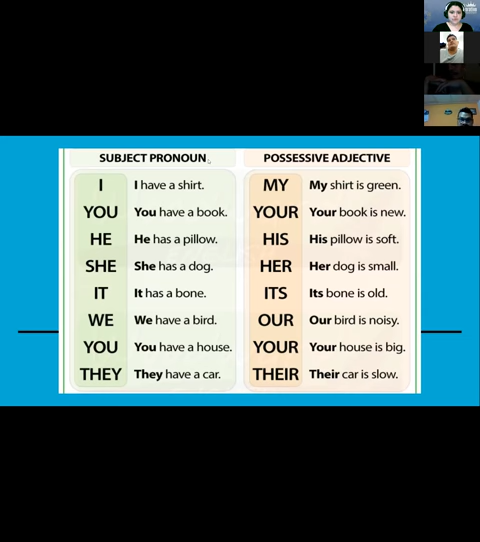 SUBJECT PRONOUN
POSSESSIVE ADJECTIVE
I I have a shirt. MY My shirt is green.
YOU You have a book. YOUR Your book is new.
HE He has a pillow. HIS His pillow is soft.
SHE She has a dog. HER Her dog is small.
IT It has a bone. ITS Its bone is old.
WE We have a bird. OUR Our bird is noisy.
YOU You have a house. YOUR Your house is big.
THEY They have a car. THEIR Their car is slow.